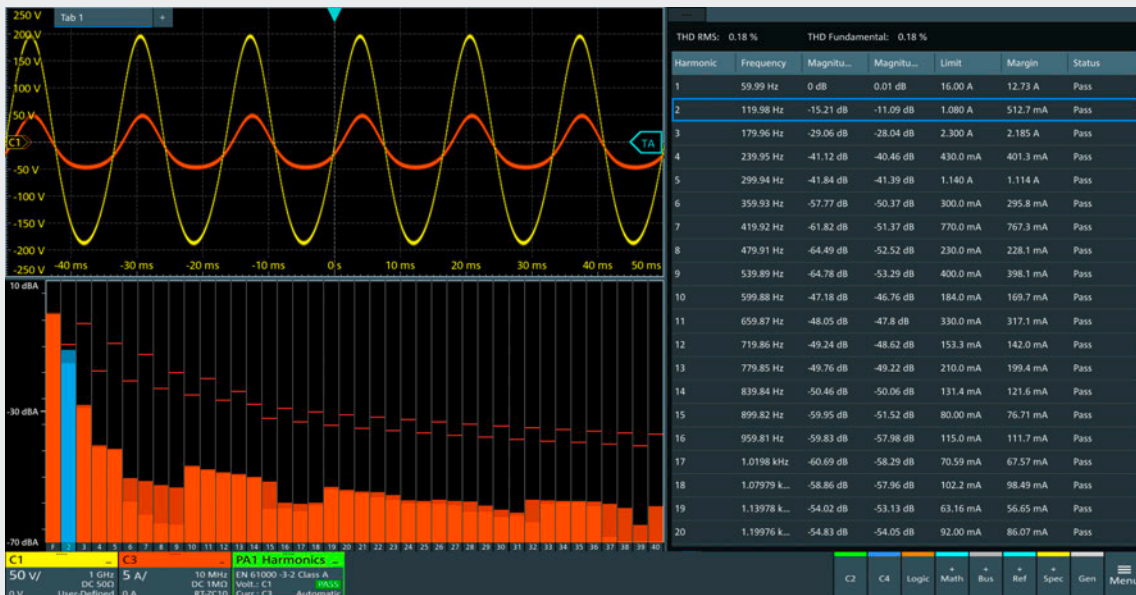 250 V
Tab 1
+
200 V
150 V
100 V
50 V
C1
TA
-50 V
-100 V
-150 V
-200 V
-250 V
-40 ms -30 ms -20 ms -10 ms 0 s 10 ms 20 ms 30 ms 40 ms 50 ms
10 dBA
-30 dBA
-70 dBA
F 2 3 4 5 6 7 8 9 10 11 12 13 14 15 16 17 18 19 20 21 22 23 24 25 26 27 28 29 30 31 32 33 34 35 36 37 38 39 40
THD RMS: 0.18 % THD Fundamental: 0.18 %
Harmonic Frequency Magnitu... Magnitu... Limit Margin Status
1 59.99 Hz 0 dB 0.01 dB 16.00 A 12.73 A Pass
2 119.98 Hz -15.21 dB -11.09 dB 1.080 A 512.7 mA Pass
3 179.96 Hz -29.06 dB -28.04 dB 2.300 A 2.185 A Pass
4 239.95 Hz -41.12 dB -40.46 dB 430.0 mA 401.3 mA Pass
5 299.94 Hz -41.84 dB -41.39 dB 1.140 A 1.114 A Pass
6 359.93 Hz -57.77 dB -50.37 dB 300.0 mA 295.8 mA Pass
7 419.92 Hz -61.82 dB -51.37 dB 770.0 mA 767.3 mA Pass
8 479.91 Hz -64.49 dB -52.52 dB 230.0 mA 228.1 mA Pass
9 539.89 Hz -64.78 dB -53.29 dB 400.0 mA 398.1 mA Pass
10 599.88 Hz -47.18 dB -46.76 dB 184.0 mA 169.7 mA Pass
11 659.87 Hz -48.05 dB -47.8 dB 330.0 mA 317.1 mA Pass
12 719.86 Hz -49.24 dB -48.62 dB 153.3 mA 142.0 mA Pass
13 779.85 Hz -49.76 dB -49.22 dB 210.0 mA 199.4 mA Pass
14 839.84 Hz -50.46 dB -50.06 dB 131.4 mA 121.6 mA Pass
15 899.82 Hz -59.95 dB -51.52 dB 80.00 mA 76.71 mA Pass
16 959.81 Hz -59.83 dB -57.98 dB 115.0 mA 111.7 mA Pass
17 1.0198 kHz -60.69 dB -58.29 dB 70.59 mA 67.57 mA Pass
18 1.07979 k... -58.86 dB -57.96 dB 102.2 mA 98.49 mA Pass
19 1.13978 k... -54.02 dB -53.13 dB 63.16 mA 56.65 mA Pass
20 1.19976 k... -54.83 dB -54.05 dB 92.00 mA 86.07 mA Pass
C1
50 V/ 1 GHz
DC 50Ω
0 V User-Defined
C3
5 A/ 10 MHz
DC 1MΩ
0 A RT-ZC10
PA1 Harmonics
EN 61000 -3-2 Class A
Volt.: C1 PASS
Curr.: C3 Automatic
C2 C4 Logic + Math + Bus + Ref + Spec Gen Menu